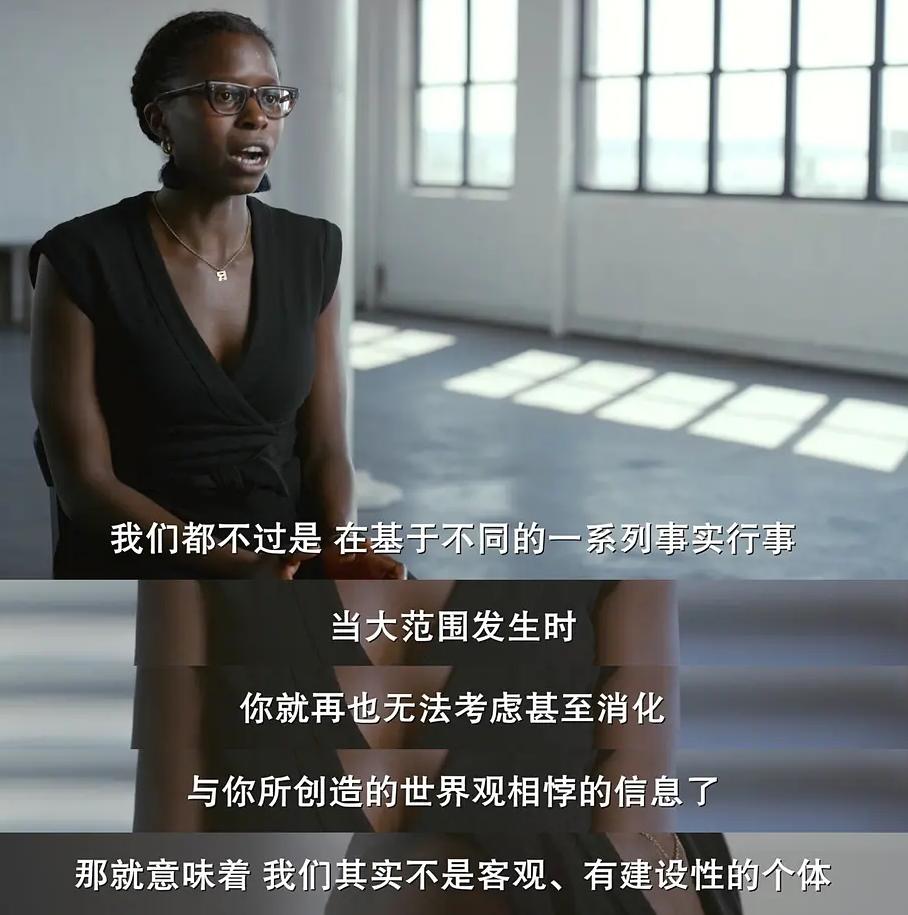 我们都不过是 在基于不同的一系列事实行事
当大范围发生时
你就再也无法考虑甚至消化
与你所创造的世界观相悖的信息了
那就意味着 我们其实不是客观、有建设性的个体